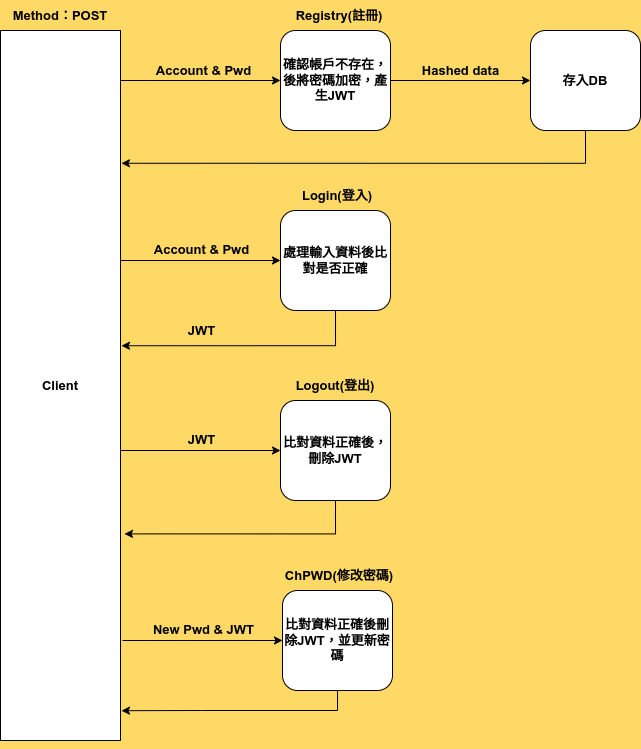 Method：POST
Registry(註冊)
Account & Pwd
確認帳戶不存在，
後將密碼加密，產
生JWT
Hashed data
存入DB
Login(登入)
Account & Pwd
處理輸入資料後比
對是否正確
JWT
Client
Logout(登出)
JWT
比對資料正確後，
刪除JWT
ChPWD(修改密碼)
New Pwd & JWT
比對資料正確後刪
除JWT，並更新密
碼